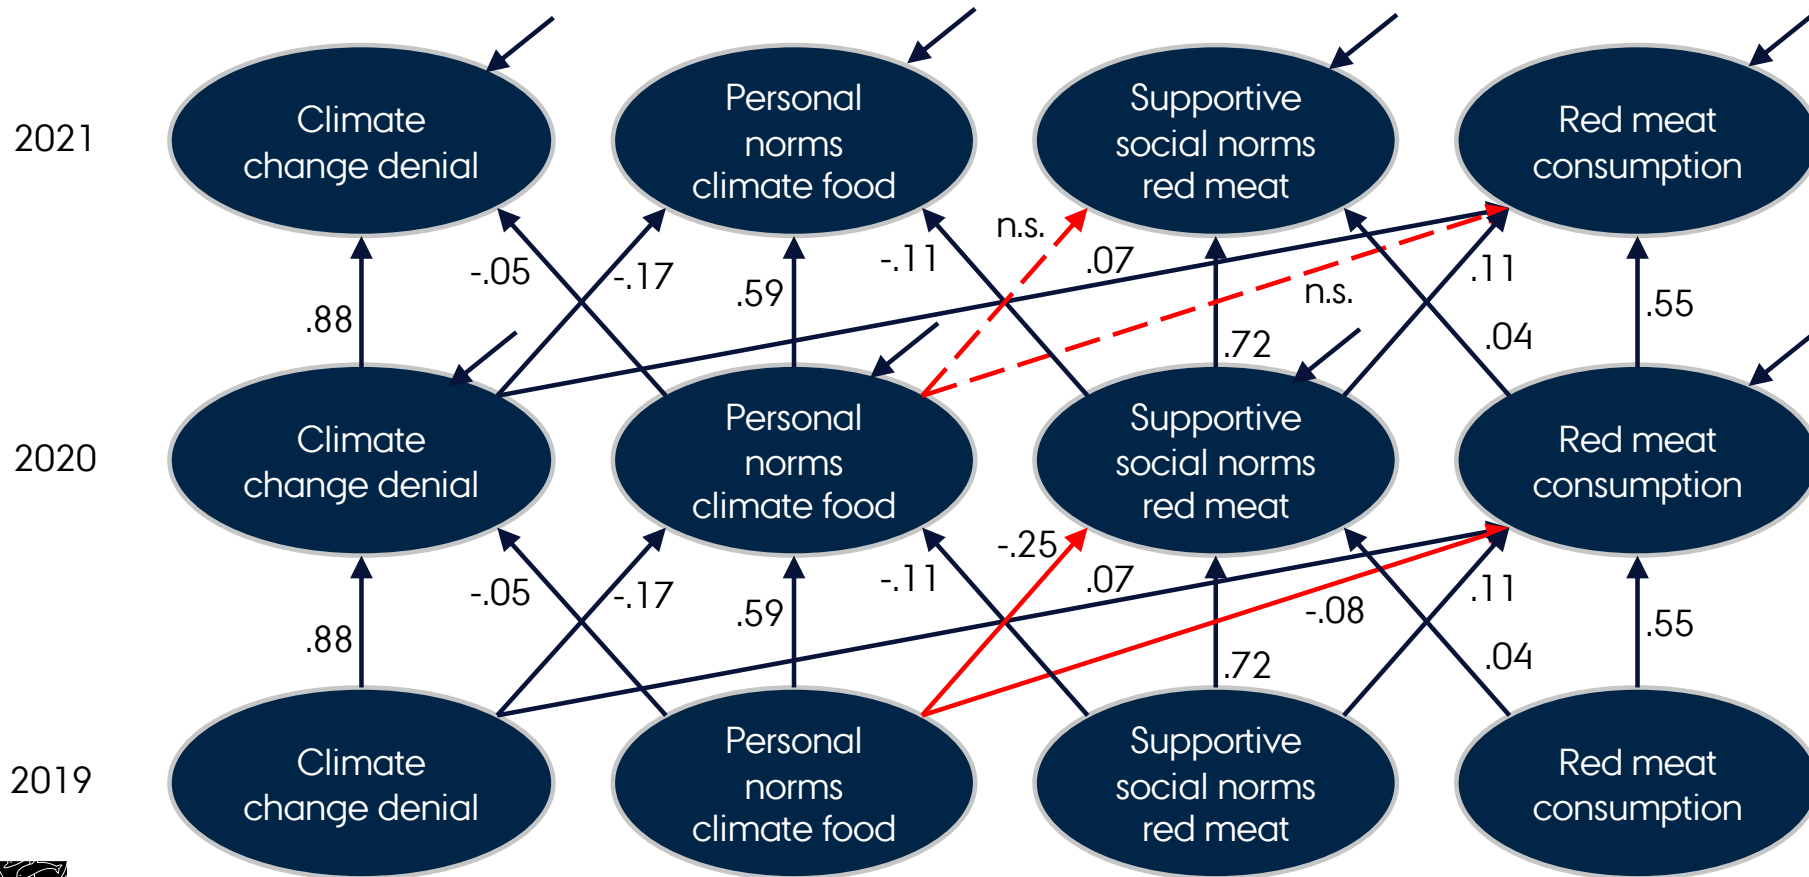 2021
Climate
change denial
Personal
norms
climate food
Supportive
social norms
red meat
Red meat
consumption
.88
-.05
-.17
.59
-.11
n.s.
.07
n.s.
.72
.11
.04
.55
2020
Climate
change denial
Personal
norms
climate food
Supportive
social norms
red meat
Red meat
consumption
.88
-.05
-.17
.59
-.11
-.25
.07
-.08
.72
.11
.04
.55
2019
Climate
change denial
Personal
norms
climate food
Supportive
social norms
red meat
Red meat
consumption